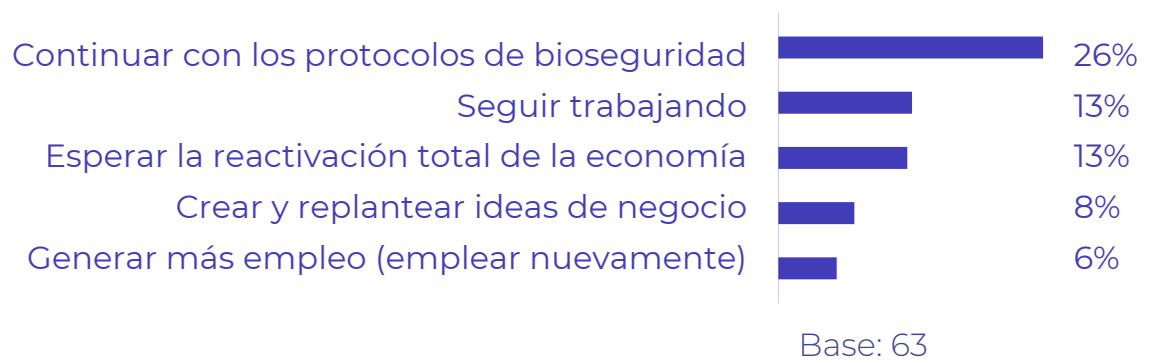 Continuar con los protocolos de bioseguridad 26%
Seguir trabajando 13%
Esperar la reactivación total de la economía 13%
Crear y replantear ideas de negocio 8%
Generar más empleo (emplear nuevamente) 6%
Base: 63